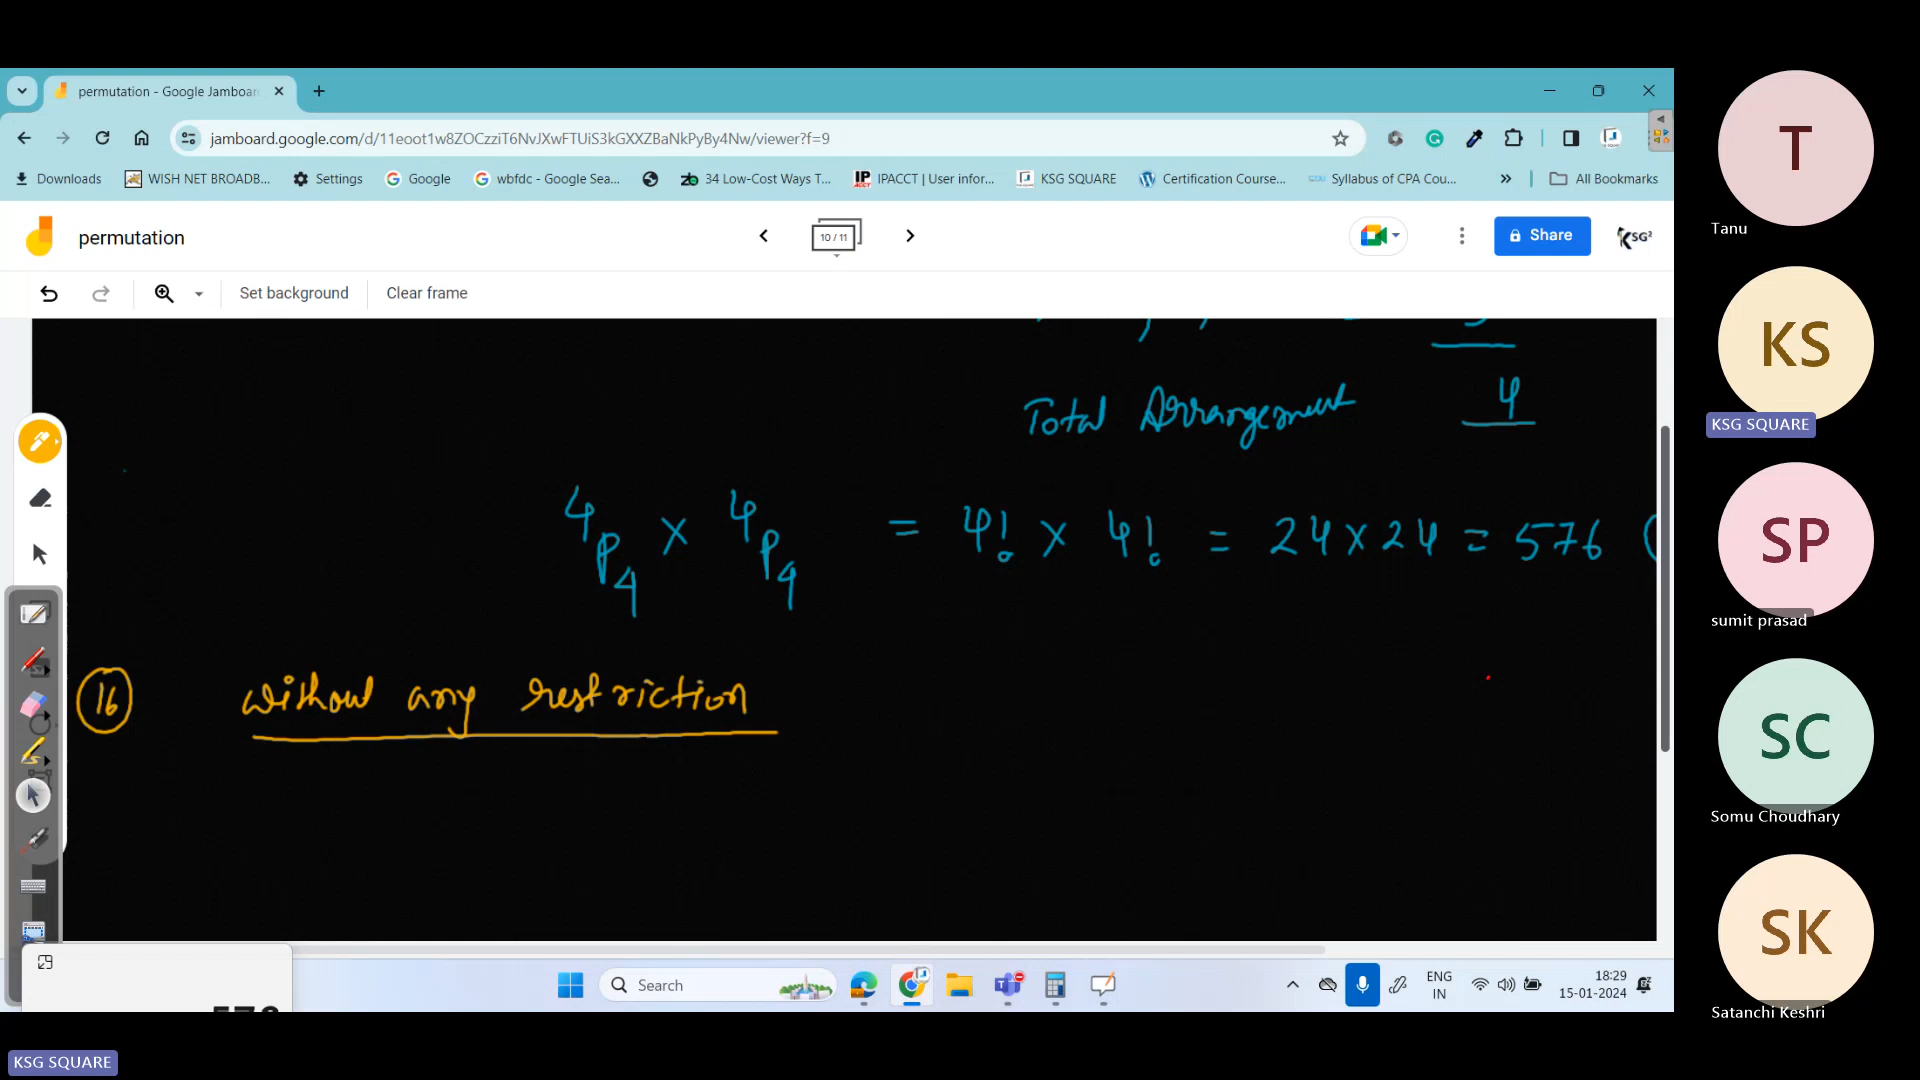 permutation - Google Jamboar
jamboard.google.com/d/11eoot1w8ZOCzziT6NvJXwFTUiS3kGXXZBaNkPyBy4Nw/viewer?f=9
Downloads WISH NET BROADB... Settings Google wbfdc - Google Sea... 34 Low-Cost Ways T... IPACCT | User infor... KSG SQUARE Certification Course... Syllabus of CPA Cou... » All Bookmarks
permutation 10 / 11 Share KSG²
Set background Clear frame
Total Arrangement 4
4P4 × 4P4 = 4! × 4! = 24 × 24 = 576 (
16 without any restriction
Search ENG IN 18:29 15-01-2024
T
Tanu
KS
KSG SQUARE
SP
sumit prasad
SC
Somu Choudhary
SK
Satanchi Keshri
KSG SQUARE